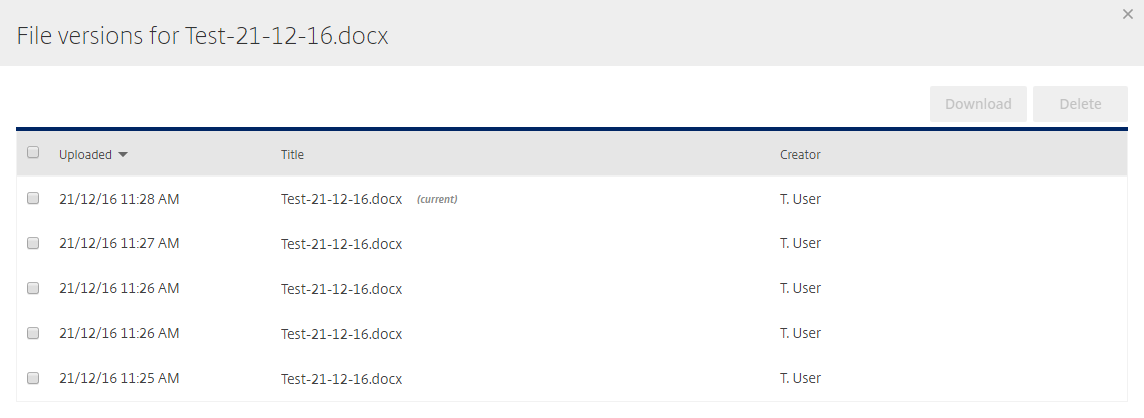 File versions for Test-21-12-16.docx
Download Delete
Uploaded Title Creator
21/12/16 11:28 AM Test-21-12-16.docx (current) T. User
21/12/16 11:27 AM Test-21-12-16.docx T. User
21/12/16 11:26 AM Test-21-12-16.docx T. User
21/12/16 11:26 AM Test-21-12-16.docx T. User
21/12/16 11:25 AM Test-21-12-16.docx T. User